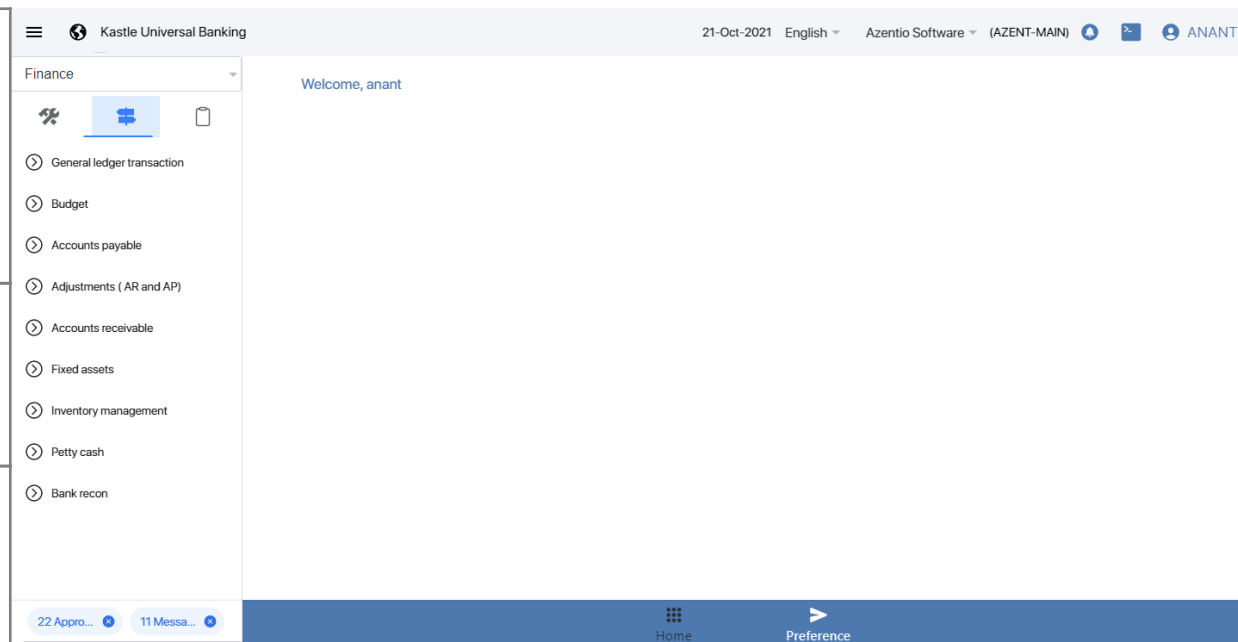 Kastle Universal Banking
21-Oct-2021 English Azentio Software (AZENT-MAIN) ANANT
Finance
Welcome, anant
General ledger transaction
Budget
Accounts payable
Adjustments ( AR and AP)
Accounts receivable
Fixed assets
Inventory management
Petty cash
Bank recon
22 Appro... 11 Messa...
Home Preference